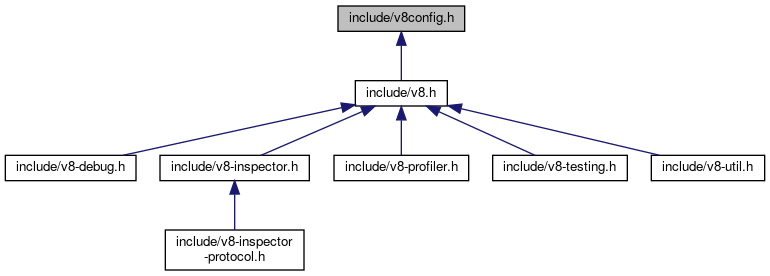 include/v8config.h
include/v8.h
include/v8-debug.h
include/v8-inspector.h
include/v8-profiler.h
include/v8-testing.h
include/v8-util.h
include/v8-inspector
-protocol.h